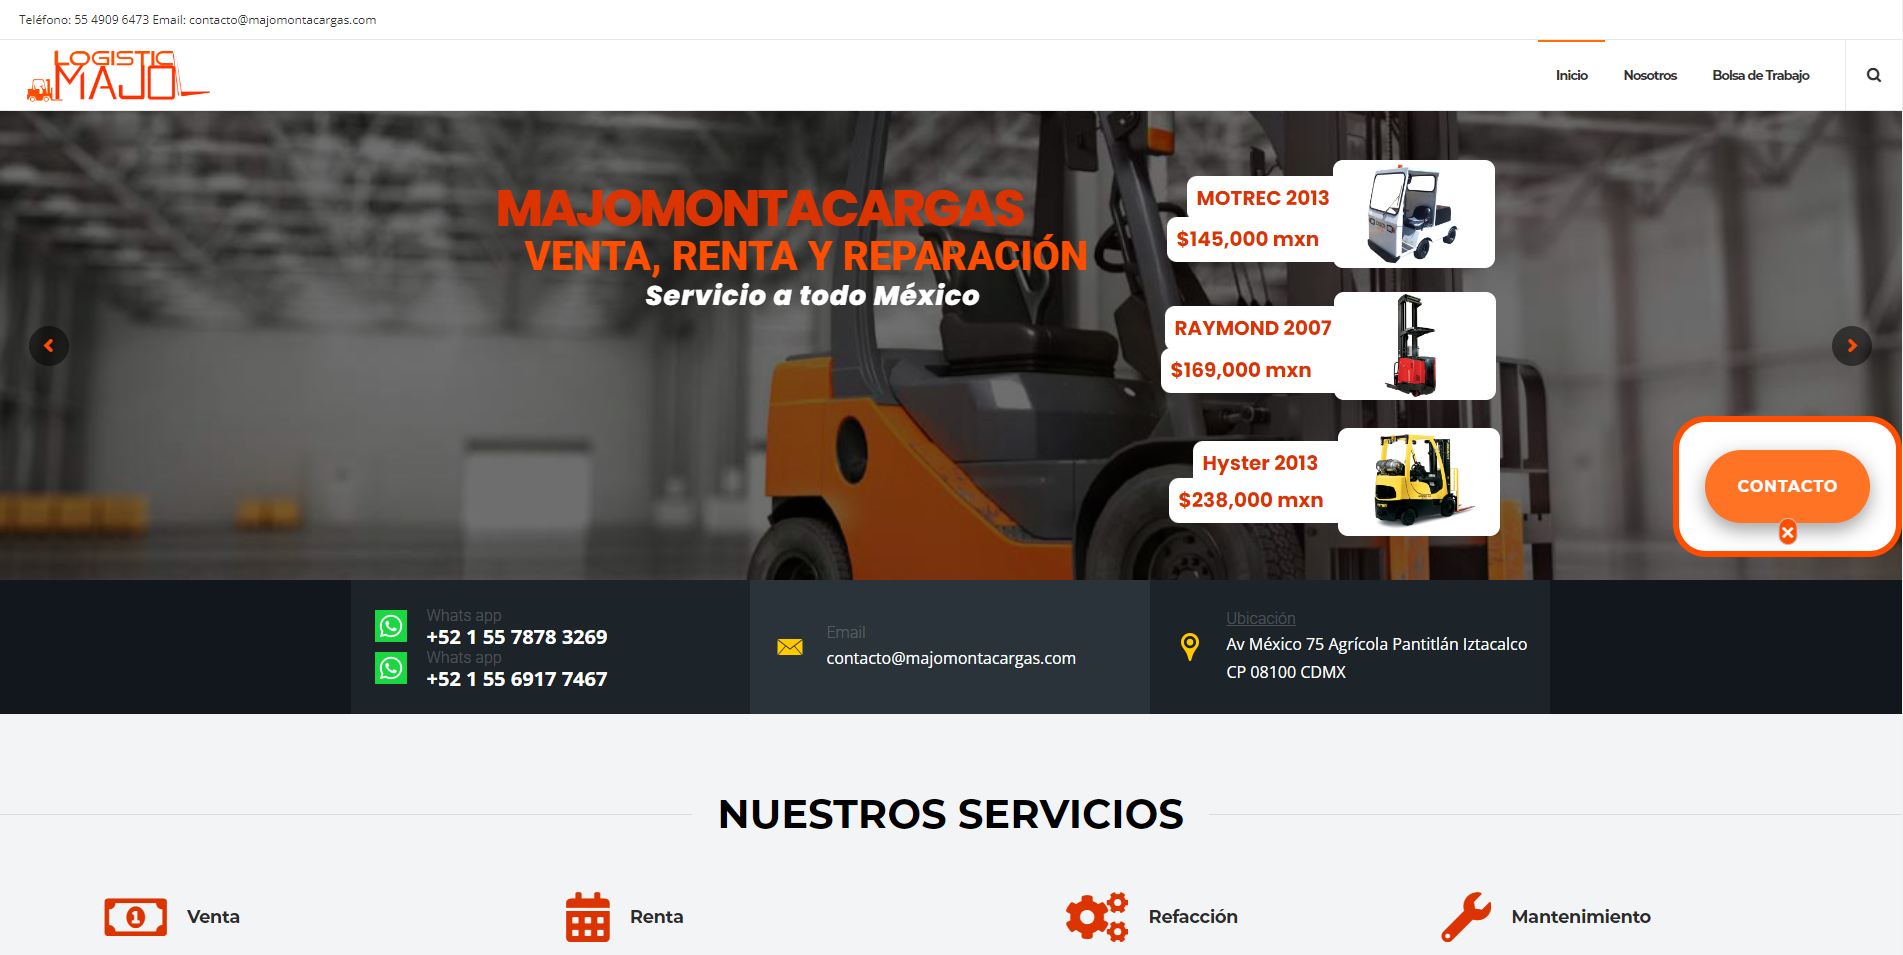 Teléfono: 55 4909 6473 Email: contacto@majomontacargas.com
LOGISTIC
MAJO
Inicio
Nosotros
Bolsa de Trabajo
MAJOMONTACARGAS
VENTA, RENTA Y REPARACIÓN
Servicio a todo México
MOTREC 2013
$145,000 mxn
RAYMOND 2007
$169,000 mxn
Hyster 2013
$238,000 mxn
CONTACTO
Whats app
+52 1 55 7878 3269
Whats app
+52 1 55 6917 7467
Email
contacto@majomontacargas.com
Ubicación
Av México 75 Agrícola Pantitlán Iztacalco
CP 08100 CDMX
NUESTROS SERVICIOS
Venta
Renta
Refacción
Mantenimiento